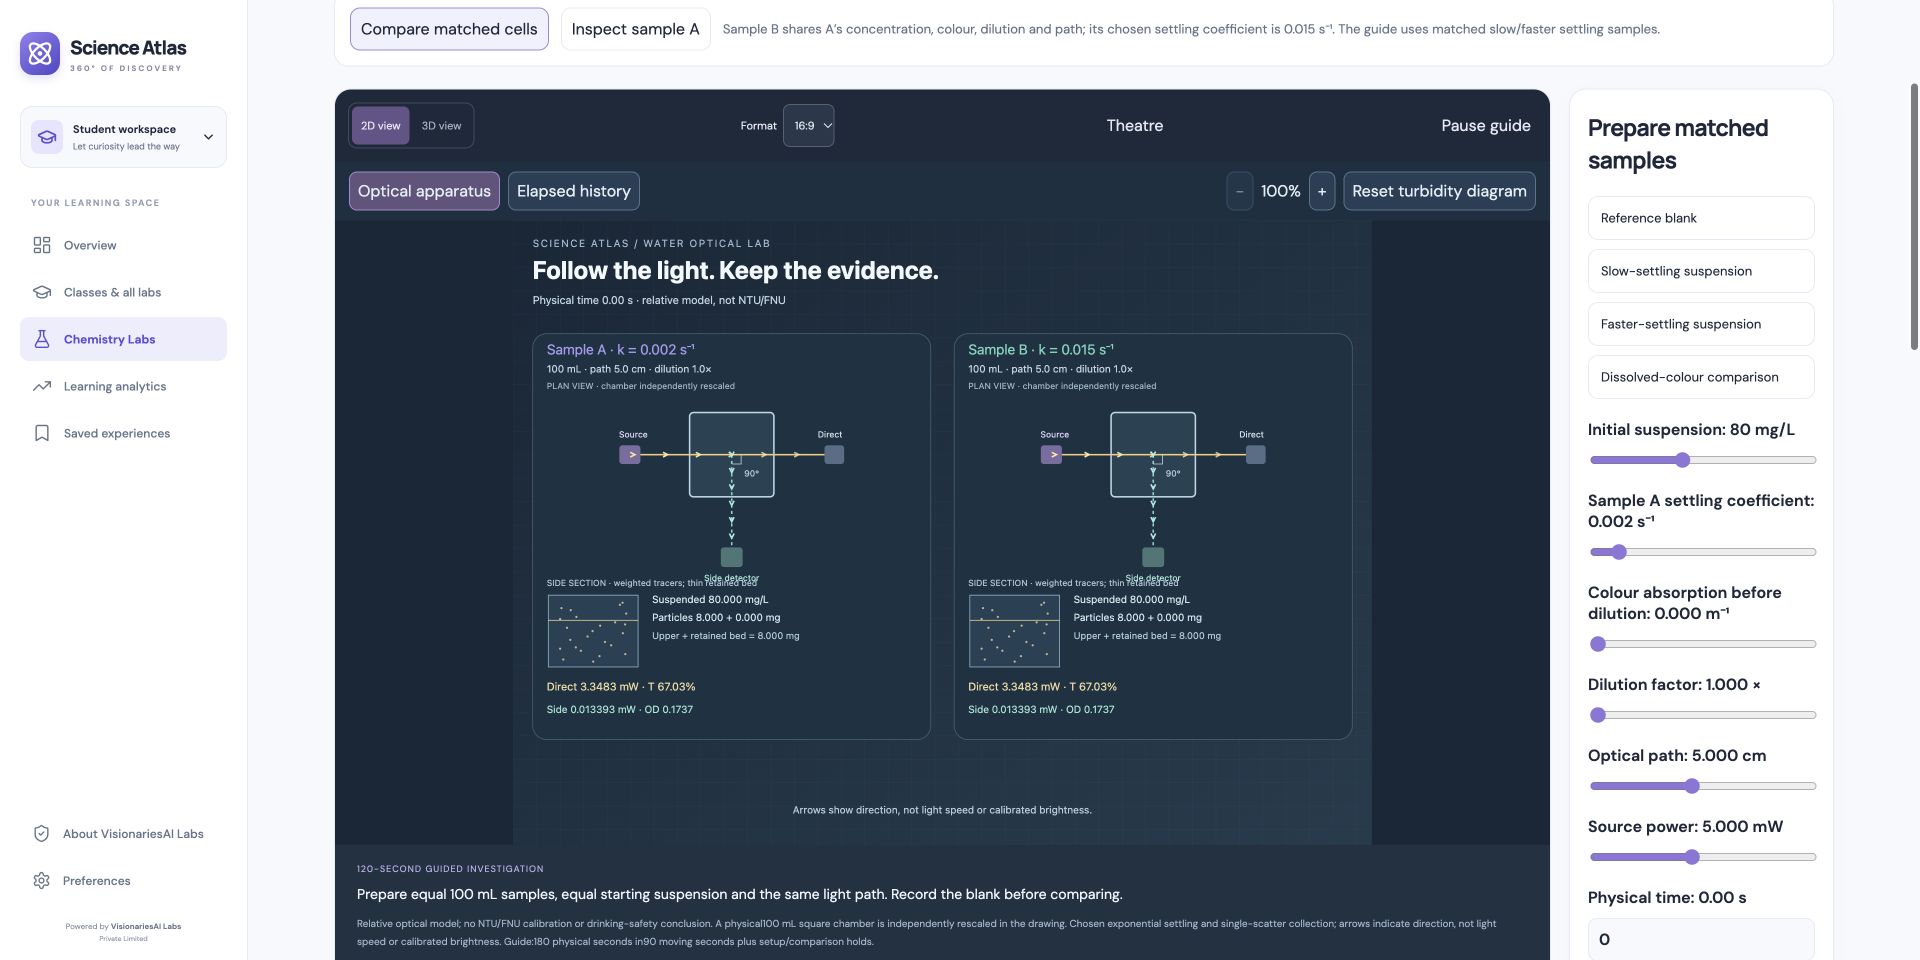 Science Atlas
360° OF DISCOVERY
Student workspace
Let curiosity lead the way
YOUR LEARNING SPACE
Overview
Classes & all labs
Chemistry Labs
Learning analytics
Saved experiences
About VisionariesAI Labs
Preferences
Powered by VisionariesAI Labs
Private Limited
Compare matched cells
Inspect sample A
Sample B shares A's concentration, colour, dilution and path; its chosen settling coefficient is 0.015 s⁻¹. The guide uses matched slow/faster settling samples.
2D view
3D view
Format
16:9
Theatre
Pause guide
Optical apparatus
Elapsed history
−
100%
+
Reset turbidity diagram
SCIENCE ATLAS / WATER OPTICAL LAB
Follow the light. Keep the evidence.
Physical time 0.00 s · relative model, not NTU/FNU
Sample A · k = 0.002 s⁻¹
100 mL · path 5.0 cm · dilution 1.0×
PLAN VIEW · chamber independently rescaled
Source
Direct
90°
Side detector
SIDE SECTION · weighted tracers; thin retained bed
Suspended 80.000 mg/L
Particles 8.000 + 0.000 mg
Upper + retained bed = 8.000 mg
Direct 3.3483 mW · T 67.03%
Side 0.013393 mW · OD 0.1737
Sample B · k = 0.015 s⁻¹
100 mL · path 5.0 cm · dilution 1.0×
PLAN VIEW · chamber independently rescaled
Source
Direct
90°
Side detector
SIDE SECTION · weighted tracers; thin retained bed
Suspended 80.000 mg/L
Particles 8.000 + 0.000 mg
Upper + retained bed = 8.000 mg
Direct 3.3483 mW · T 67.03%
Side 0.013393 mW · OD 0.1737
Arrows show direction, not light speed or calibrated brightness.
120-SECOND GUIDED INVESTIGATION
Prepare equal 100 mL samples, equal starting suspension and the same light path. Record the blank before comparing.
Relative optical model; no NTU/FNU calibration or drinking-safety conclusion. A physical100 mL square chamber is independently rescaled in the drawing. Chosen exponential settling and single-scatter collection; arrows indicate direction, not light
speed or calibrated brightness. Guide:180 physical seconds in90 moving seconds plus setup/comparison holds.
Prepare matched
samples
Reference blank
Slow-settling suspension
Faster-settling suspension
Dissolved-colour comparison
Initial suspension: 80 mg/L
Sample A settling coefficient:
0.002 s⁻¹
Colour absorption before
dilution: 0.000 m⁻¹
Dilution factor: 1.000 ×
Optical path: 5.000 cm
Source power: 5.000 mW
Physical time: 0.00 s
0